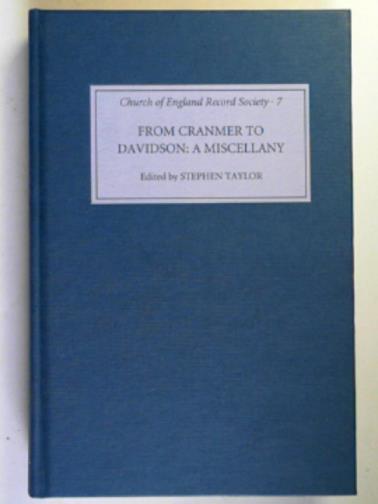 Church of England Record Society · 7
FROM CRANMER TO
DAVIDSON: A MISCELLANY
Edited by STEPHEN TAYLOR